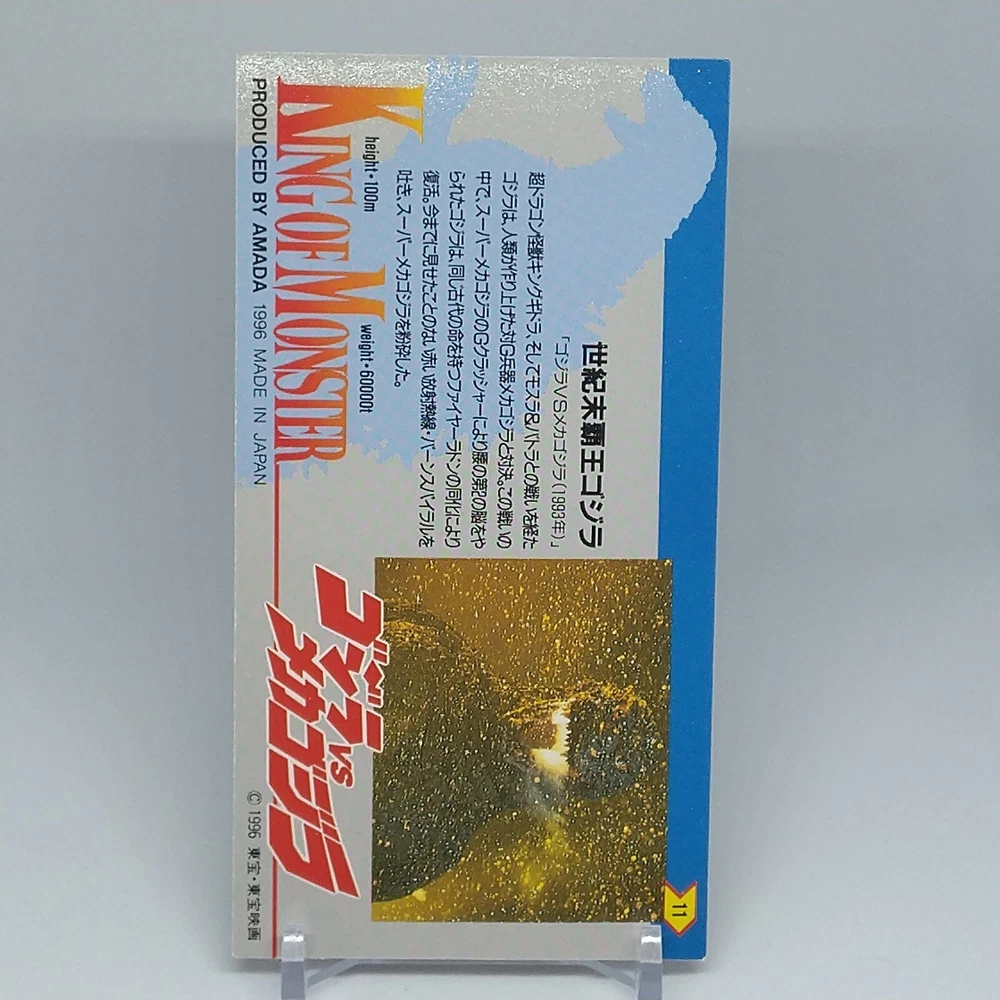 11
世紀末覇王ゴジラ
「ゴジラVSメカゴジラ(1993年)」
超ドラゴン怪獣キングギドラ、そしてモスラ&バトラとの戦いを経た
ゴジラは、人類が作り上げた対G兵器メカゴジラと対決。この戦いの
中で、スーパーメカゴジラのGクラッシャーにより腰の第2の脳をや
られたゴジラは、同じ古代の命を持つファイヤーラドンの同化により
復活。今までに見せたことのない赤い放射熱線・バーンスパイラルを
吐き、スーパーメカゴジラを粉砕した。
height・100m
weight・60000t
KING OF MONSTER
PRODUCED BY AMADA 1996 MADE IN JAPAN
ゴジラVS
メカゴジラ
© 1996 東宝・東宝映画